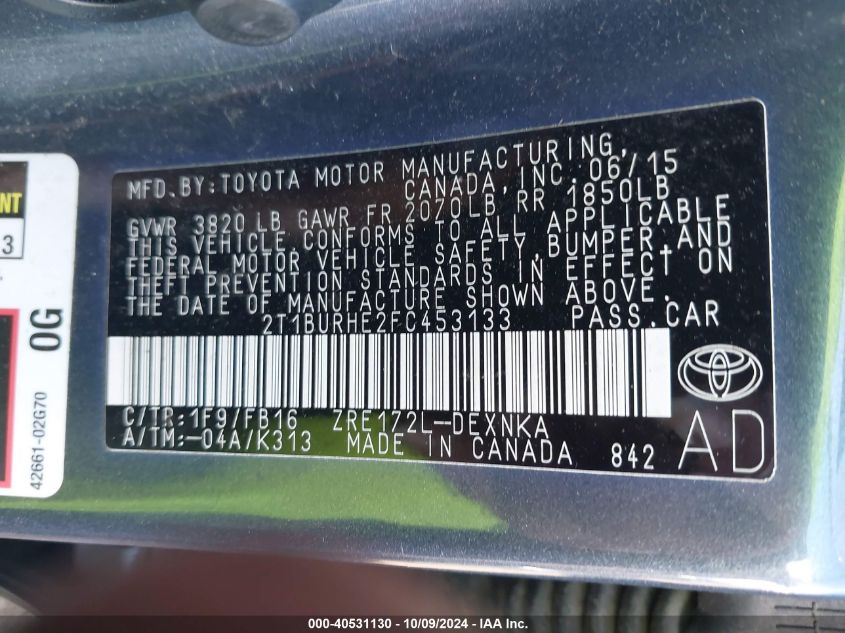 MFD.BY:TOYOTA MOTOR MANUFACTURING,
CANADA, INC. 06/15
GVWR 3820 LB GAWR FR 2070LB RR 1850LB
THIS VEHICLE CONFORMS TO ALL APPLICABLE
FEDERAL MOTOR VEHICLE SAFETY,BUMPER,AND
THEFT PREVENTION STANDARDS IN EFFECT ON
THE DATE OF MANUFACTURE SHOWN ABOVE.
2T1BURHE2FC453133 PASS.CAR
C/TR:1F9/FB16 ZRE172L-DEXNKA
A/TM:-04A/K313 MADE IN CANADA 842
AD
NT
3
0G
42661-02G70
000-40531130 - 10/09/2024 - IAA Inc.